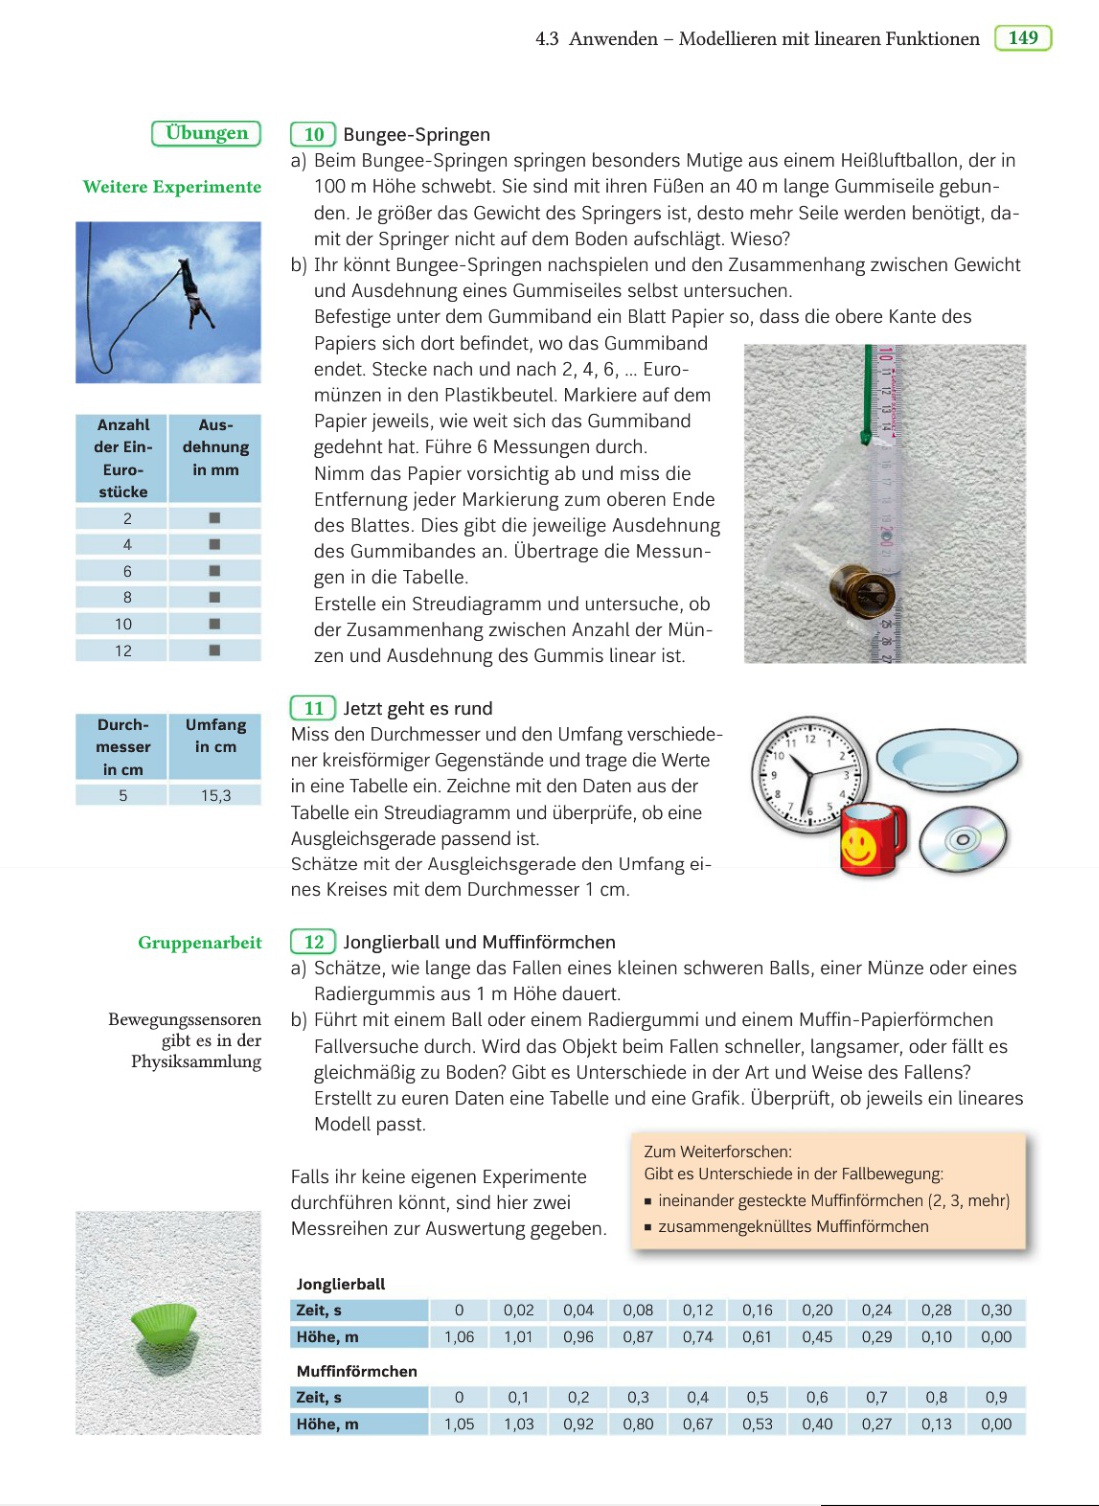 4.3 Anwenden – Modellieren mit linearen Funktionen 149
Übungen
Weitere Experimente
10 Bungee-Springen
a) Beim Bungee-Springen springen besonders Mutige aus einem Heißluftballon, der in
100 m Höhe schwebt. Sie sind mit ihren Füßen an 40 m lange Gummiseile gebun-
den. Je größer das Gewicht des Springers ist, desto mehr Seile werden benötigt, da-
mit der Springer nicht auf dem Boden aufschlägt. Wieso?
b) Ihr könnt Bungee-Springen nachspielen und den Zusammenhang zwischen Gewicht
und Ausdehnung eines Gummiseiles selbst untersuchen.
Befestige unter dem Gummiband ein Blatt Papier so, dass die obere Kante des
Papiers sich dort befindet, wo das Gummiband
endet. Stecke nach und nach 2, 4, 6, ... Euro-
münzen in den Plastikbeutel. Markiere auf dem
Papier jeweils, wie weit sich das Gummiband
gedehnt hat. Führe 6 Messungen durch.
Nimm das Papier vorsichtig ab und miss die
Entfernung jeder Markierung zum oberen Ende
des Blattes. Dies gibt die jeweilige Ausdehnung
des Gummibandes an. Übertrage die Messun-
gen in die Tabelle.
Erstelle ein Streudiagramm und untersuche, ob
der Zusammenhang zwischen Anzahl der Mün-
zen und Ausdehnung des Gummis linear ist.
Anzahl Aus-
der Ein- dehnung
Euro- in mm
stücke
2 ■
4 ■
6 ■
8 ■
10 ■
12 ■
10 11 12 13 14
16 17 18 19 20 21
25 26 27
11 Jetzt geht es rund
Miss den Durchmesser und den Umfang verschiede-
ner kreisförmiger Gegenstände und trage die Werte
in eine Tabelle ein. Zeichne mit den Daten aus der
Tabelle ein Streudiagramm und überprüfe, ob eine
Ausgleichsgerade passend ist.
Schätze mit der Ausgleichsgerade den Umfang ei-
nes Kreises mit dem Durchmesser 1 cm.
Durch- Umfang
messer in cm
in cm
5 15,3
12 1 2 3 4 5 6 7 8 9 10 11
Gruppenarbeit
12 Jonglierball und Muffinförmchen
a) Schätze, wie lange das Fallen eines kleinen schweren Balls, einer Münze oder eines
Radiergummis aus 1 m Höhe dauert.
Bewegungssensoren
gibt es in der
Physiksammlung
b) Führt mit einem Ball oder einem Radiergummi und einem Muffin-Papierförmchen
Fallversuche durch. Wird das Objekt beim Fallen schneller, langsamer, oder fällt es
gleichmäßig zu Boden? Gibt es Unterschiede in der Art und Weise des Fallens?
Erstellt zu euren Daten eine Tabelle und eine Grafik. Überprüft, ob jeweils ein lineares
Modell passt.
Falls ihr keine eigenen Experimente
durchführen könnt, sind hier zwei
Messreihen zur Auswertung gegeben.
Zum Weiterforschen:
Gibt es Unterschiede in der Fallbewegung:
■ ineinander gesteckte Muffinförmchen (2, 3, mehr)
■ zusammengeknülltes Muffinförmchen
Jonglierball
Zeit, s 0 0,02 0,04 0,08 0,12 0,16 0,20 0,24 0,28 0,30
Höhe, m 1,06 1,01 0,96 0,87 0,74 0,61 0,45 0,29 0,10 0,00
Muffinförmchen
Zeit, s 0 0,1 0,2 0,3 0,4 0,5 0,6 0,7 0,8 0,9
Höhe, m 1,05 1,03 0,92 0,80 0,67 0,53 0,40 0,27 0,13 0,00